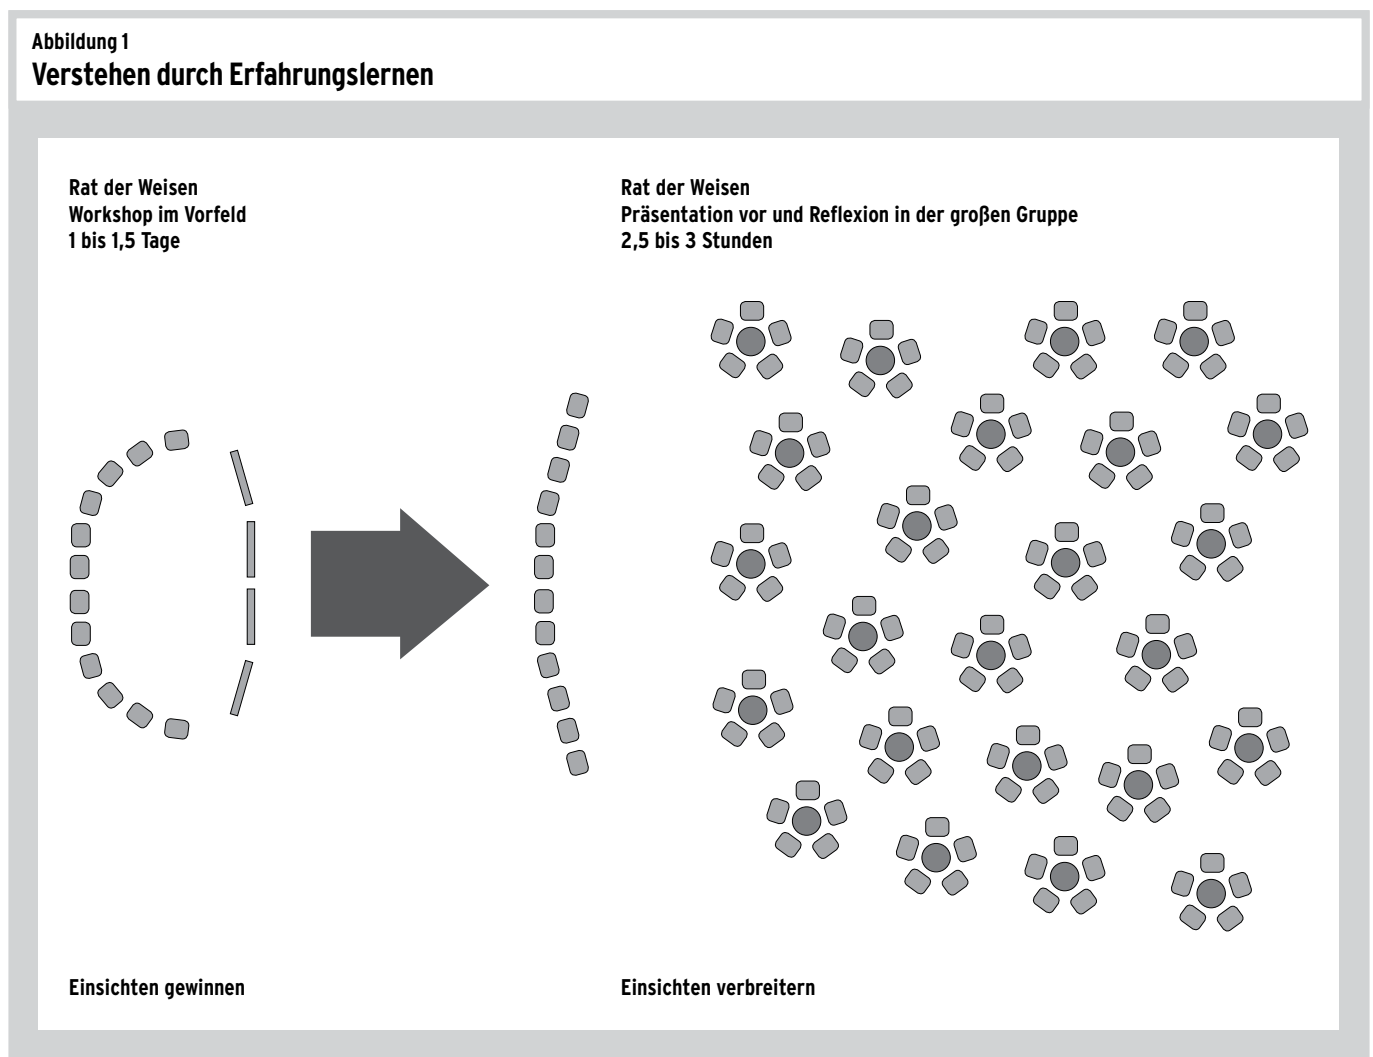 Abbildung 1
Verstehen durch Erfahrungslernen
Rat der Weisen
Workshop im Vorfeld
1 bis 1,5 Tage
Rat der Weisen
Präsentation vor und Reflexion in der großen Gruppe
2,5 bis 3 Stunden
Einsichten gewinnen
Einsichten verbreitern